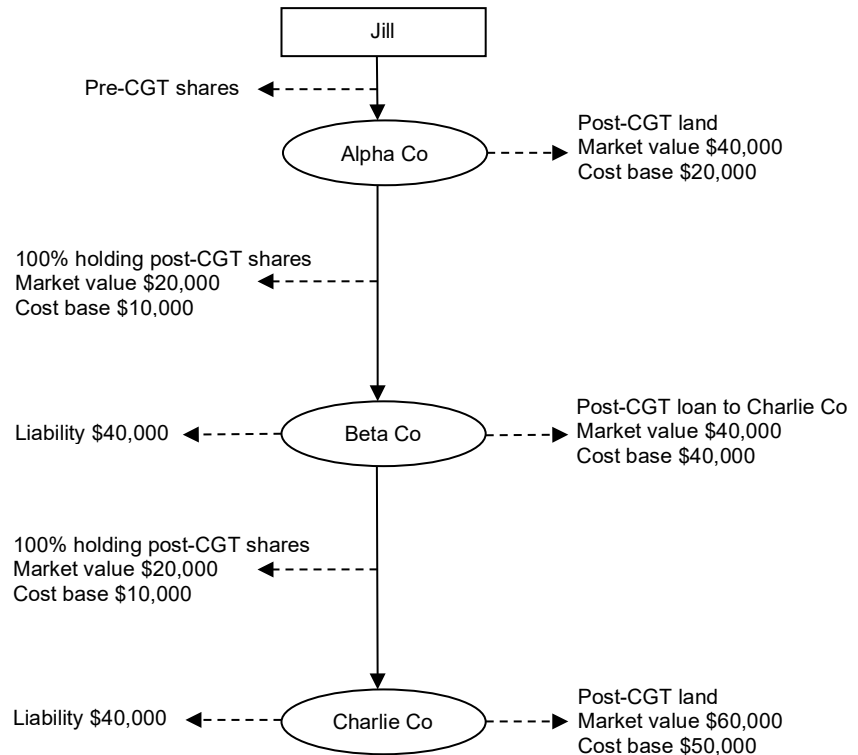 Jill
Pre-CGT shares
Alpha Co
Post-CGT land
Market value $40,000
Cost base $20,000
100% holding post-CGT shares
Market value $20,000
Cost base $10,000
Liability $40,000
Beta Co
Post-CGT loan to Charlie Co
Market value $40,000
Cost base $40,000
100% holding post-CGT shares
Market value $20,000
Cost base $10,000
Liability $40,000
Charlie Co
Post-CGT land
Market value $60,000
Cost base $50,000